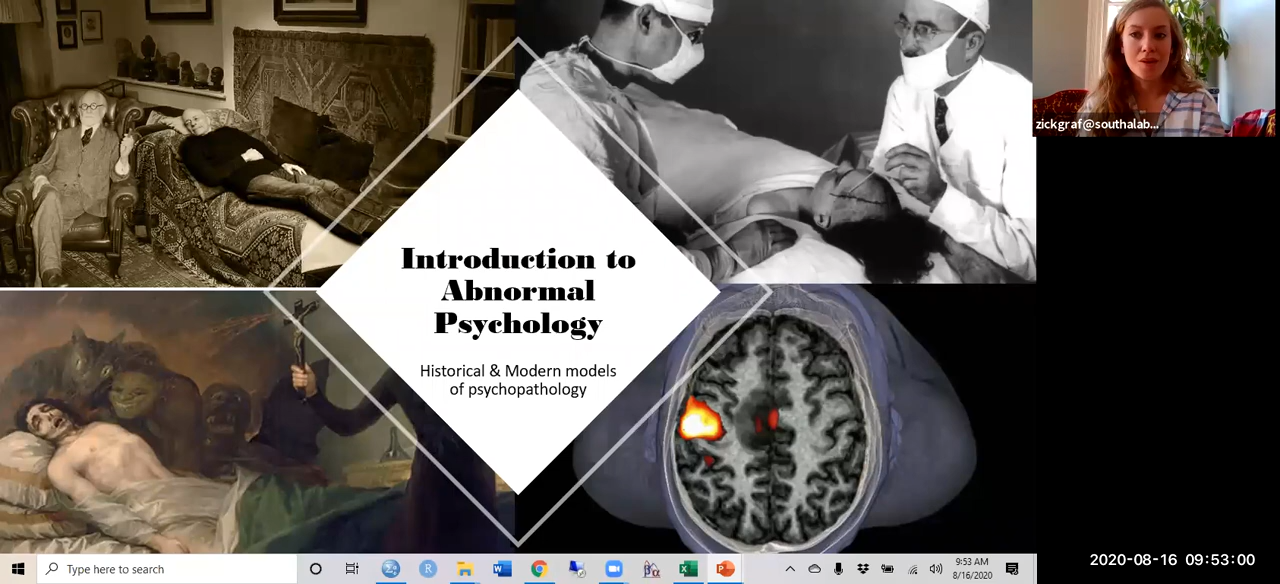 zickgraf@southalab...
Introduction to
Abnormal
Psychology
Historical & Modern models
of psychopathology
Type here to search
9:53 AM
8/16/2020
2020-08-16 09:53:00